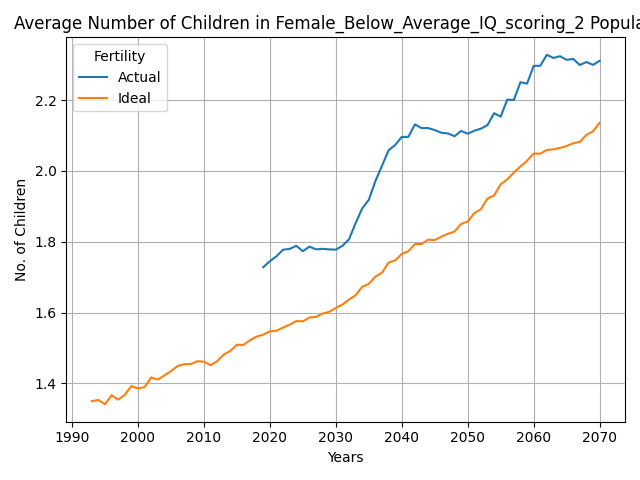 Average Number of Children in Female_Below_Average_IQ_scoring_2 Popula
Fertility
Actual
Ideal
No. of Children
2.2
2.0
1.8
1.6
1.4
1990 2000 2010 2020 2030 2040 2050 2060 2070
Years